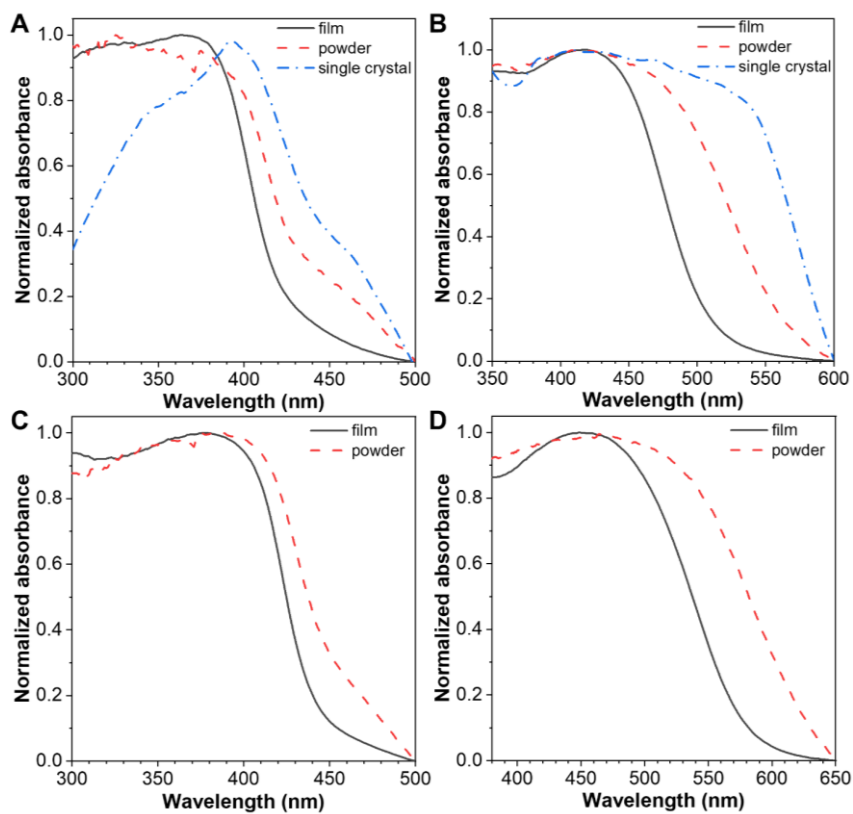 A
film
powder
single crystal
1.0
0.8
0.6
0.4
0.2
0.0
Normalized absorbance
300
350
400
450
500
Wavelength (nm)
B
film
powder
single crystal
1.0
0.8
0.6
0.4
0.2
0.0
Normalized absorbance
350
400
450
500
550
600
Wavelength (nm)
C
film
powder
1.0
0.8
0.6
0.4
0.2
0.0
Normalized absorbance
300
350
400
450
500
Wavelength (nm)
D
film
powder
1.0
0.8
0.6
0.4
0.2
0.0
Normalized absorbance
400
450
500
550
600
650
Wavelength (nm)